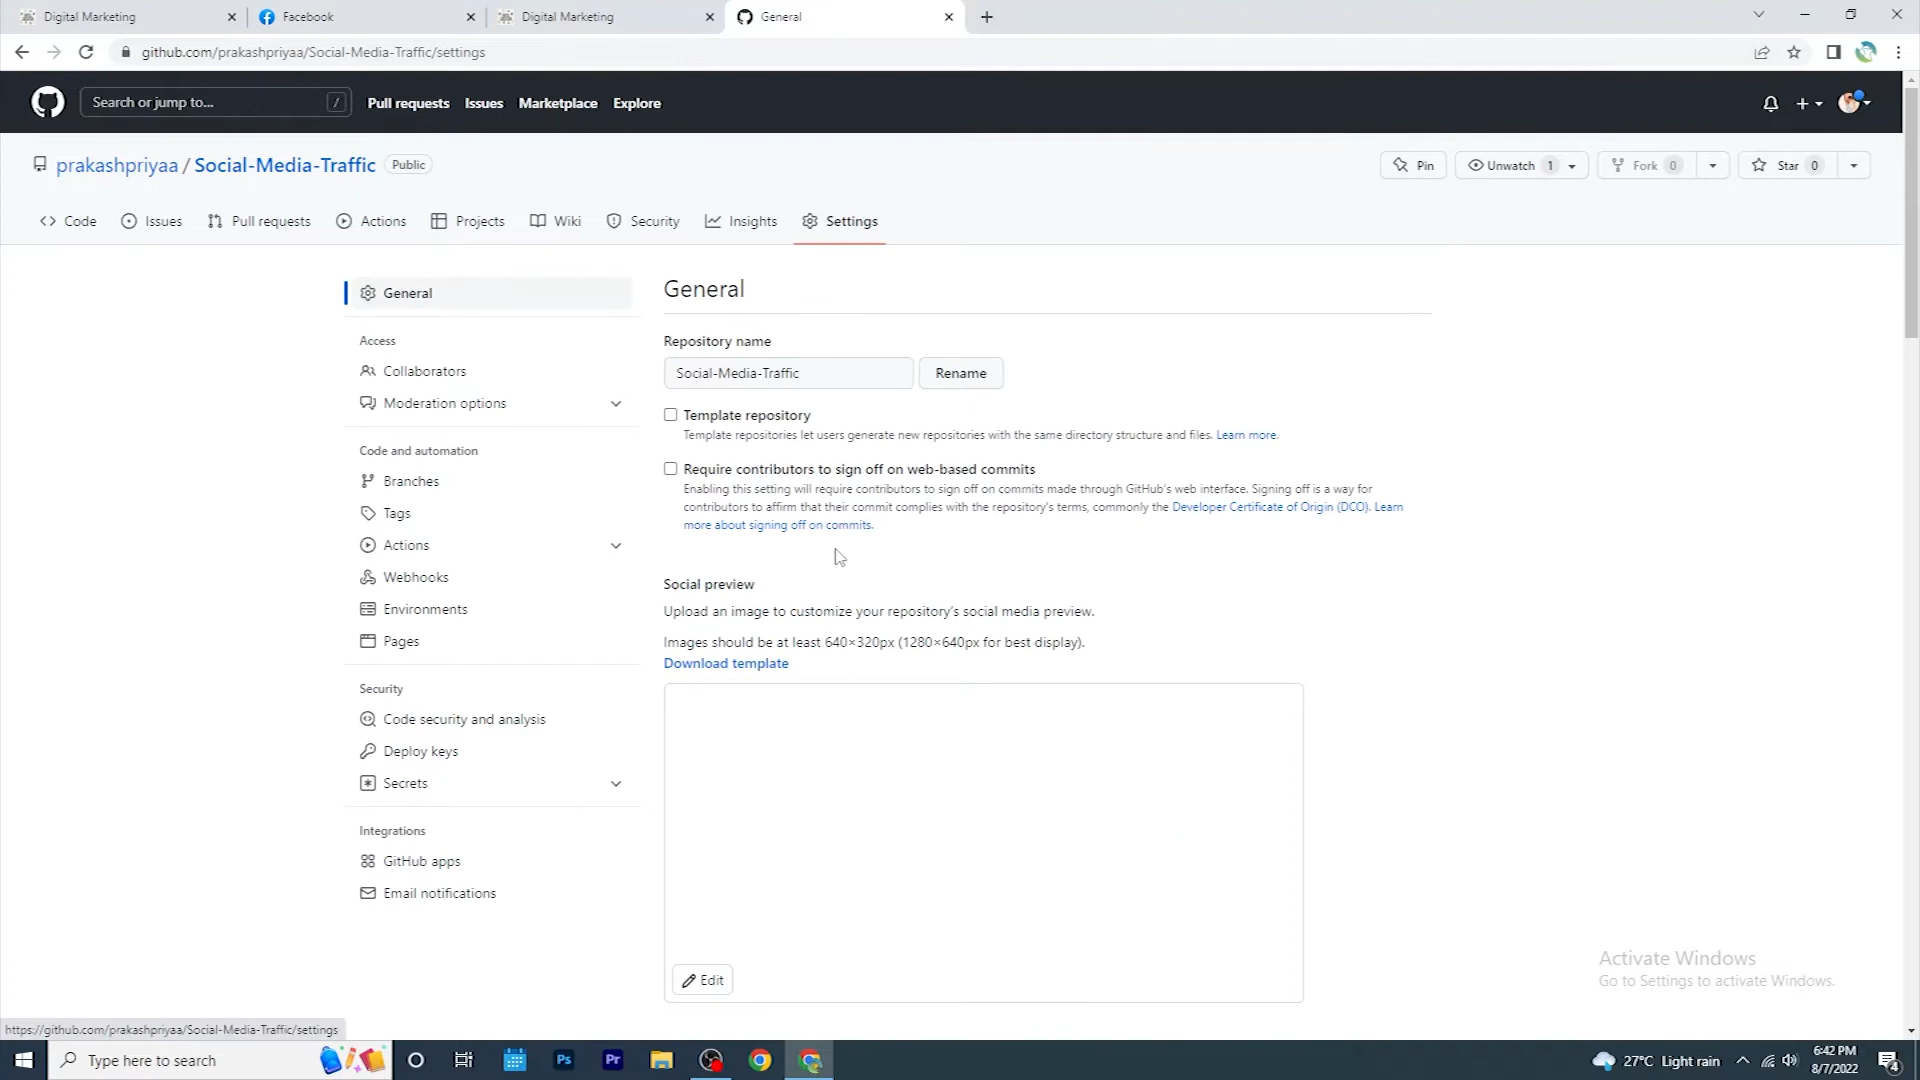 Digital Marketing
Facebook
Digital Marketing
General
github.com/prakashpriyaa/Social-Media-Traffic/settings
Search or jump to... /
Pull requests Issues Marketplace Explore
prakashpriyaa / Social-Media-Traffic Public
Pin
Unwatch 1
Fork 0
Star 0
Code Issues Pull requests Actions Projects Wiki Security Insights Settings
General
Access
Collaborators
Moderation options
Code and automation
Branches
Tags
Actions
Webhooks
Environments
Pages
Security
Code security and analysis
Deploy keys
Secrets
Integrations
GitHub apps
Email notifications
General
Repository name
Social-Media-Traffic Rename
Template repository
Template repositories let users generate new repositories with the same directory structure and files. Learn more.
Require contributors to sign off on web-based commits
Enabling this setting will require contributors to sign off on commits made through GitHub's web interface. Signing off is a way for
contributors to affirm that their commit complies with the repository's terms, commonly the Developer Certificate of Origin (DCO). Learn
more about signing off on commits.
Social preview
Upload an image to customize your repository's social media preview.
Images should be at least 640×320px (1280×640px for best display).
Download template
Edit
Activate Windows
Go to Settings to activate Windows.
https://github.com/prakashpriyaa/Social-Media-Traffic/settings
Type here to search
Ps
Pr
27°C Light rain
6:42 PM
8/7/2022
4